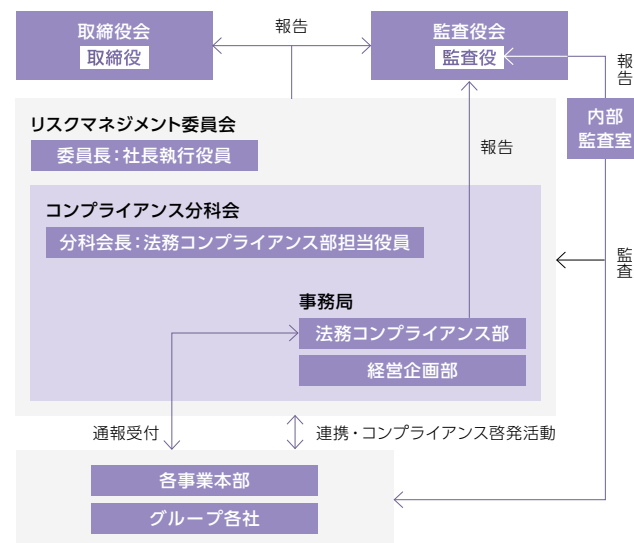 取締役会
取締役
報告
監査役会
監査役
報告
内部
監査室
リスクマネジメント委員会
委員長：社長執行役員
報告
コンプライアンス分科会
分科会長：法務コンプライアンス部担当役員
監査
事務局
法務コンプライアンス部
経営企画部
通報受付
連携・コンプライアンス啓発活動
各事業本部
グループ各社